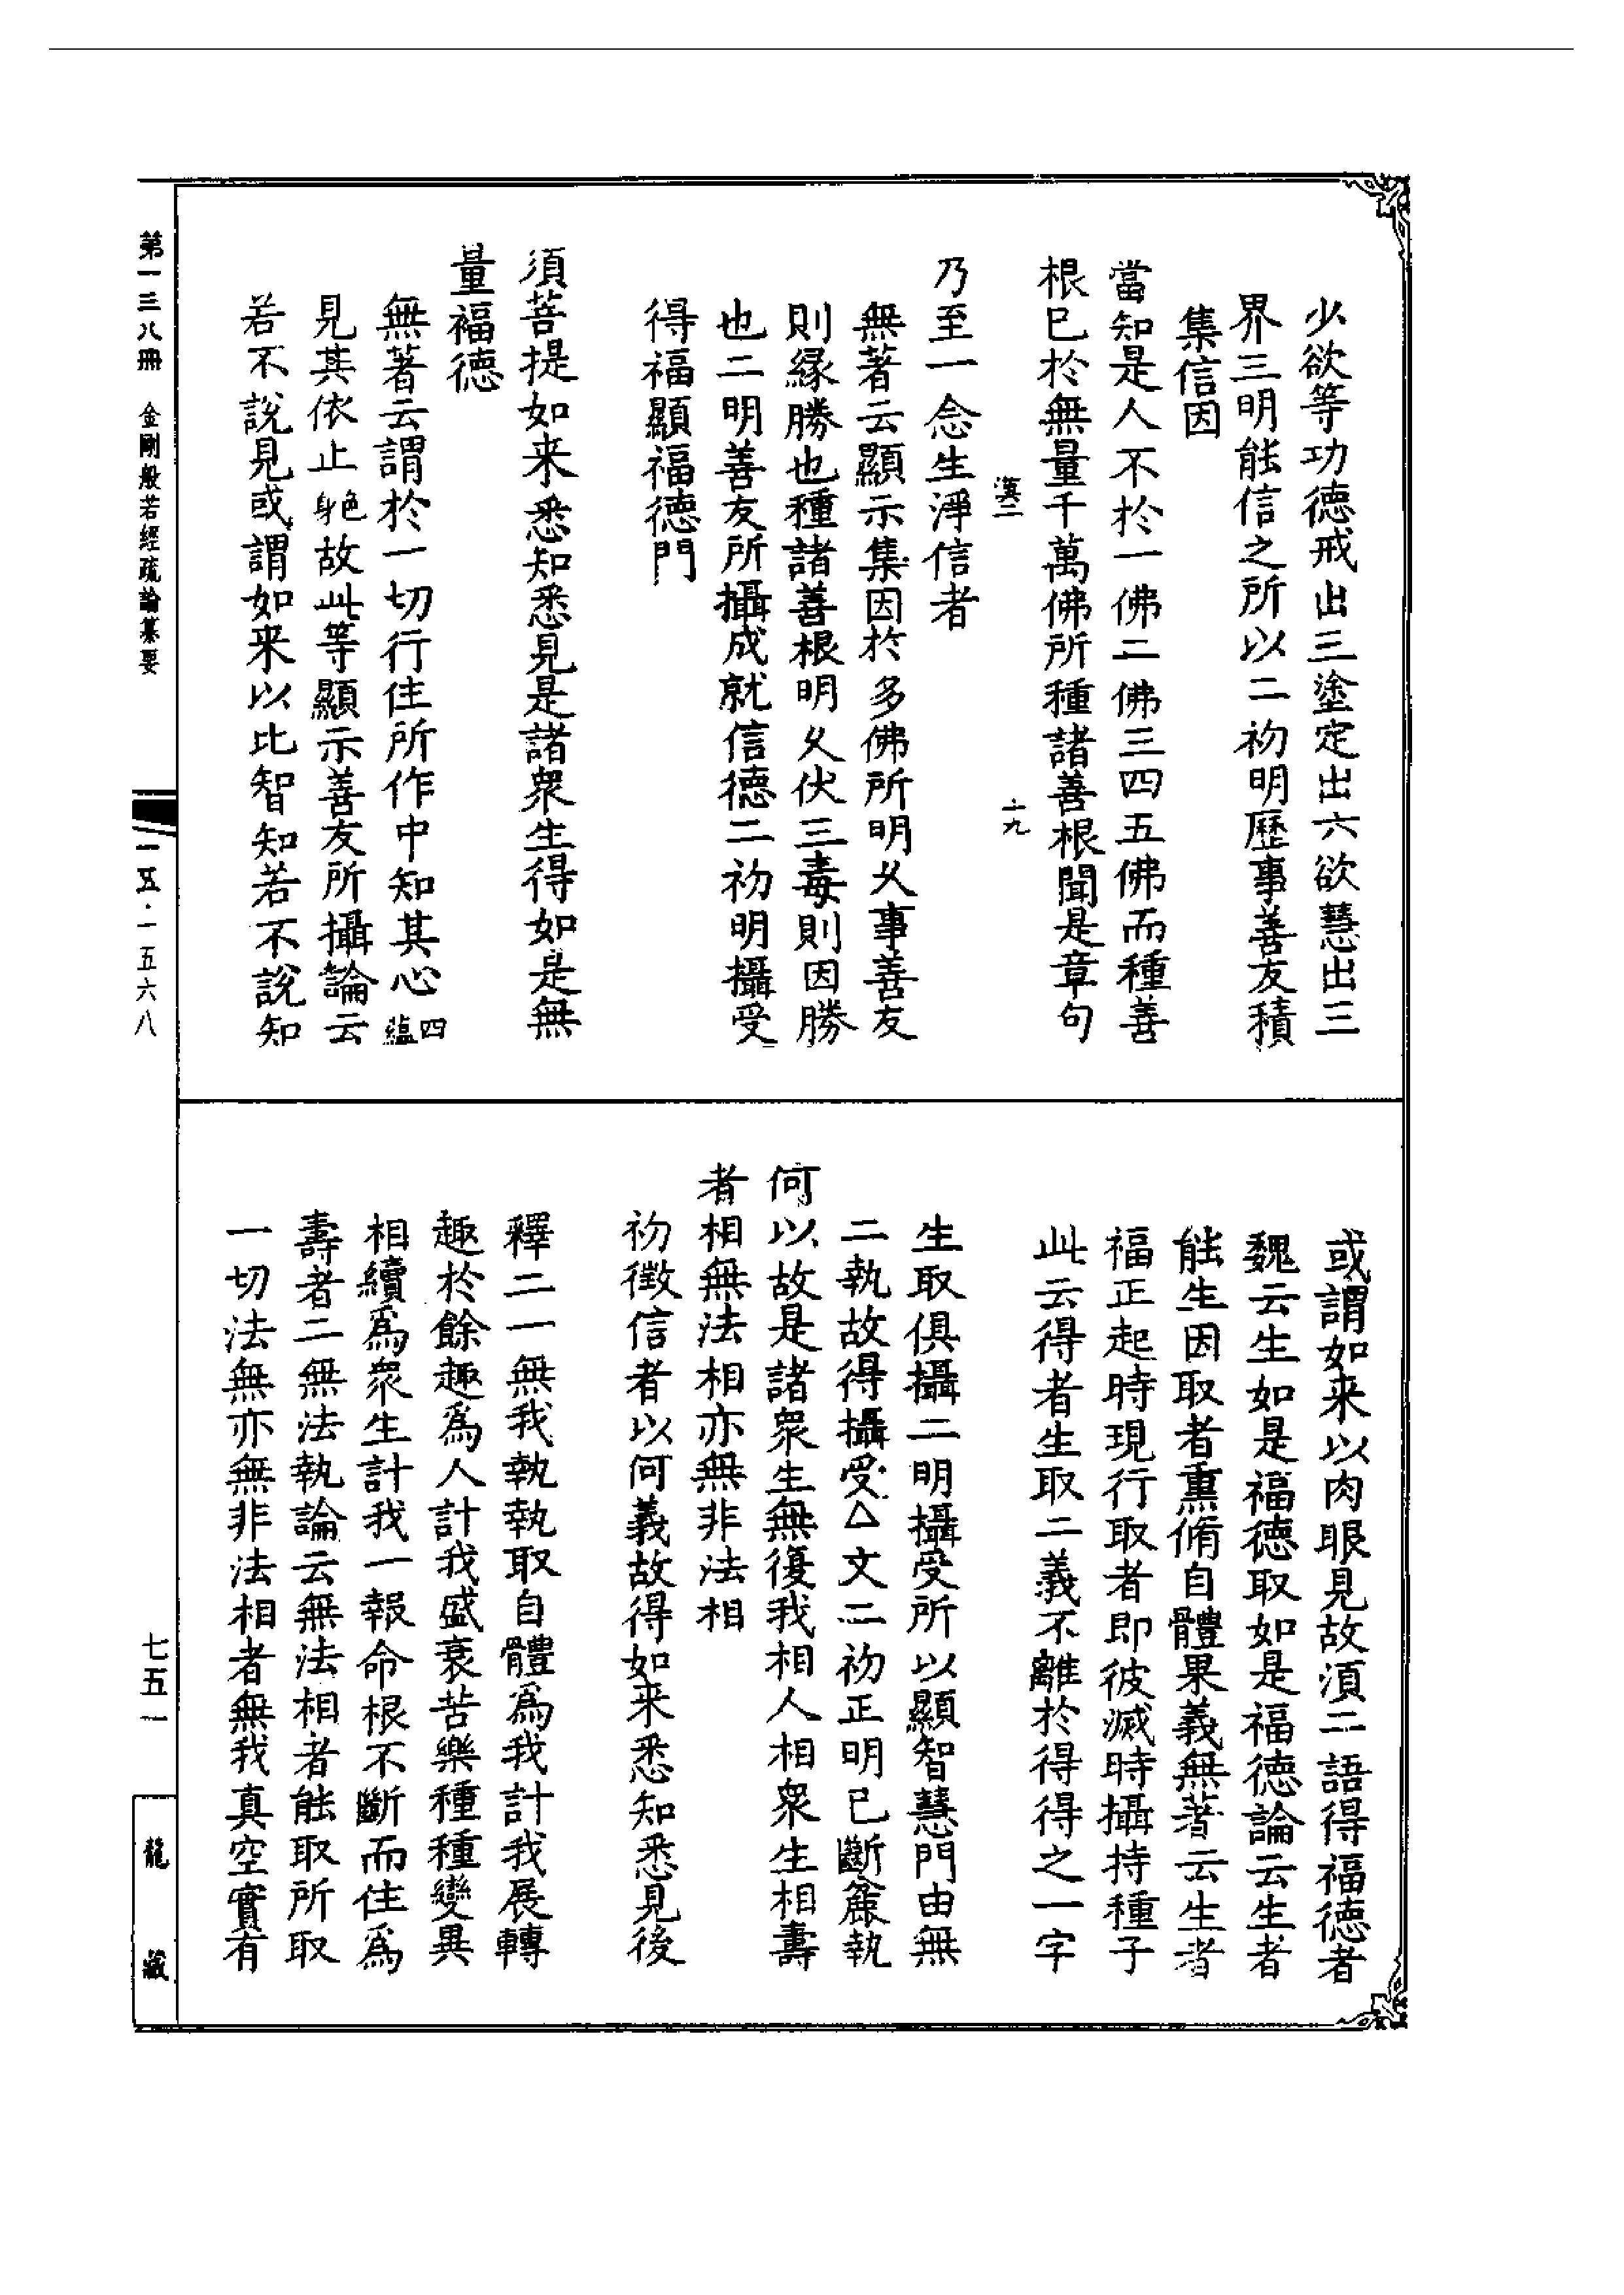 少欲等功德戒出三塗定出六欲慧出三
界三明能信之所以二初明歷事善友積
集信因
當知是人不於一佛二佛三四五佛而種善
根已於無量千萬佛所種諸善根聞是章句
漢二
十九
乃至一念生淨信者
無著云顯示集因於多佛所明久事善友
則緣勝也種諸善根明久伏三毒則因勝
也二明善友所攝成就信德二初明攝受
得福顯福德門
須菩提如来悉知悉見是諸衆生得如是無
量福德
無著云謂於一切行住所作中知其心四蘊
見其依止色身故此等顯示善友所攝論云
若不說見或謂如来以比智知若不說知
或謂如来以肉眼見故須二語得福德者
魏云生如是福德取如是福德論云生者
能生因取者熏脩自體果義無著云生者
福正起時現行取者即彼滅時攝持種子
此云得者生取二義不離於得得之一字
生取俱攝二明攝受所以顯智慧門由無
二執故得攝受△文二初正明已斷麤執
何以故是諸衆生無復我相人相衆生相壽
者相無法相亦無非法相
初徵信者以何義故得如来悉知悉見後
釋二一無我執執取自體爲我計我展轉
趣於餘趣爲人計我盛衰苦樂種種變異
相續爲衆生計我一報命根不斷而住爲
壽者二無法執論云無法相者能取所取
一切法無亦無非法相者無我真空實有
第一三八冊 金剛般若經疏論纂要
一五·一五六八
七五一
龍藏